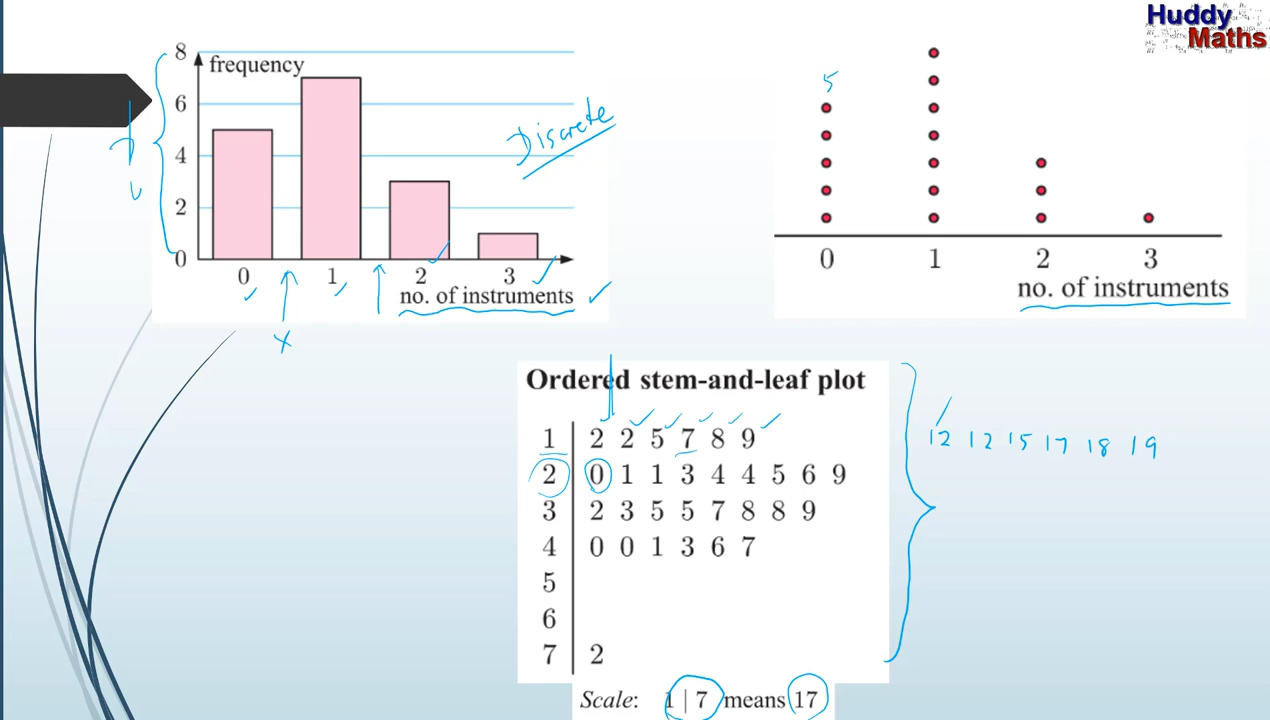 Huddy
Maths
8
frequency
6
4
2
0
0 1 2 3
no. of instruments
Discrete
x
5
0 1 2 3
no. of instruments
Ordered stem-and-leaf plot
1 | 2 2 5 7 8 9
2 | 0 1 1 3 4 4 5 6 9
3 | 2 3 5 5 7 8 8 9
4 | 0 0 1 3 6 7
5 |
6 |
7 | 2
Scale: 1 | 7 means 17
12 12 15 17 18 19